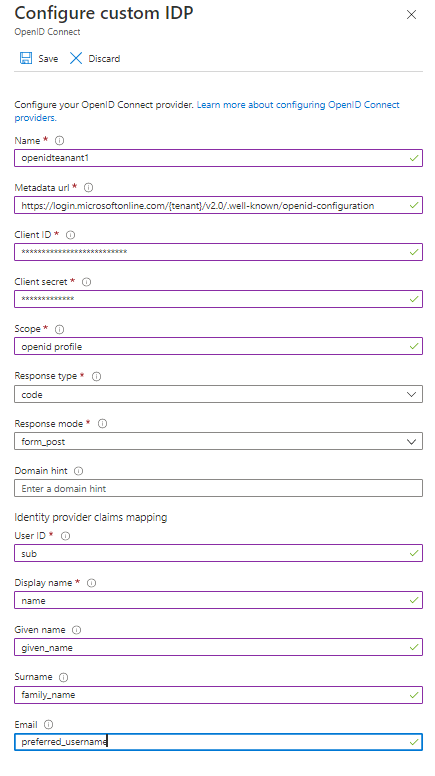 Configure custom IDP
OpenID Connect
Save Discard
Configure your OpenID Connect provider. Learn more about configuring OpenID Connect
providers.
Name *
openidteanant1
Metadata url *
https://login.microsoftonline.com/{tenant}/v2.0/.well-known/openid-configuration
Client ID *
**************************
Client secret *
*************
Scope *
openid profile
Response type *
code
Response mode *
form_post
Domain hint
Enter a domain hint
Identity provider claims mapping
User ID *
sub
Display name *
name
Given name
given_name
Surname
family_name
Email
preferred_username